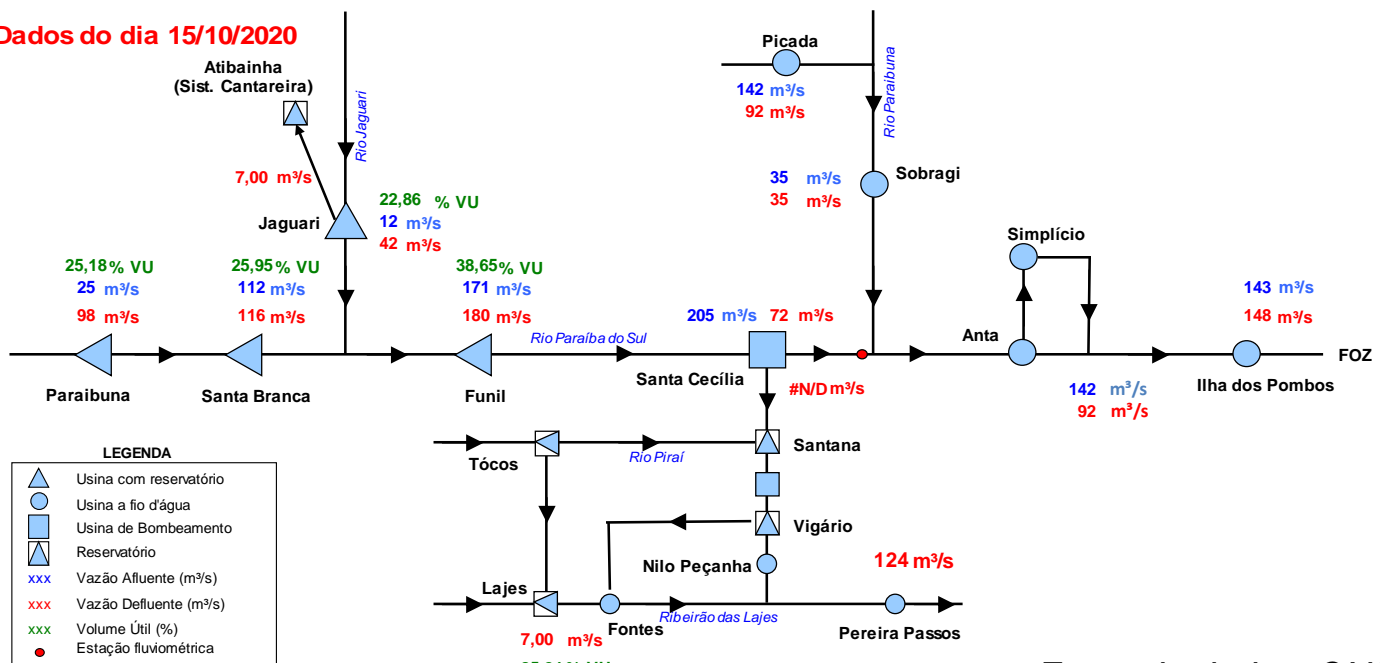 Dados do dia 15/10/2020
Atibainha
(Sist. Cantareira)
Rio Jaguari
7,00 m³/s
Jaguari
22,86 % VU
12 m³/s
42 m³/s
Picada
142 m³/s
92 m³/s
Rio Paraibuna
35 m³/s
35 m³/s
Sobragi
25,18 % VU
25 m³/s
98 m³/s
Paraibuna
25,95 % VU
112 m³/s
116 m³/s
Santa Branca
38,65 % VU
171 m³/s
180 m³/s
Funil
Rio Paraíba do Sul
205 m³/s 72 m³/s
Santa Cecília
#N/D m³/s
Simplício
Anta
142 m³/s
92 m³/s
143 m³/s
148 m³/s
Ilha dos Pombos
FOZ
Tócos
Rio Piraí
Santana
Vigário
Nilo Peçanha
124 m³/s
Lajes
7,00 m³/s
Fontes
Ribeirão das Lajes
Pereira Passos
LEGENDA
Usina com reservatório
Usina a fio d'água
Usina de Bombeamento
Reservatório
xxx Vazão Afluente (m³/s)
xxx Vazão Defluente (m³/s)
xxx Volume Útil (%)
Estação fluviométrica